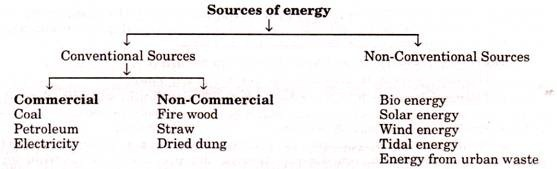 Sources of energy
Conventional Sources
Non-Conventional Sources
Commercial
Coal
Petroleum
Electricity
Non-Commercial
Fire wood
Straw
Dried dung
Bio energy
Solar energy
Wind energy
Tidal energy
Energy from urban waste